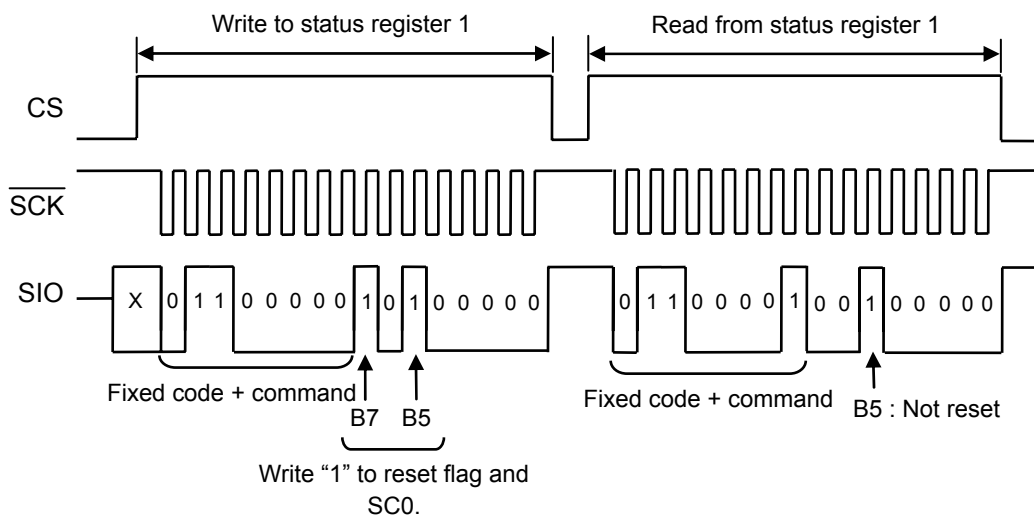 Write to status register 1
Read from status register 1
CS
SCK
SIO
X 0 1 1 0 0 0 0 0 1 0 1 0 0 0 0 0
0 1 1 0 0 0 0 1 0 0 1 0 0 0 0 0
Fixed code + command
B7 B5
Write “1” to reset flag and
SC0.
Fixed code + command
B5 : Not reset